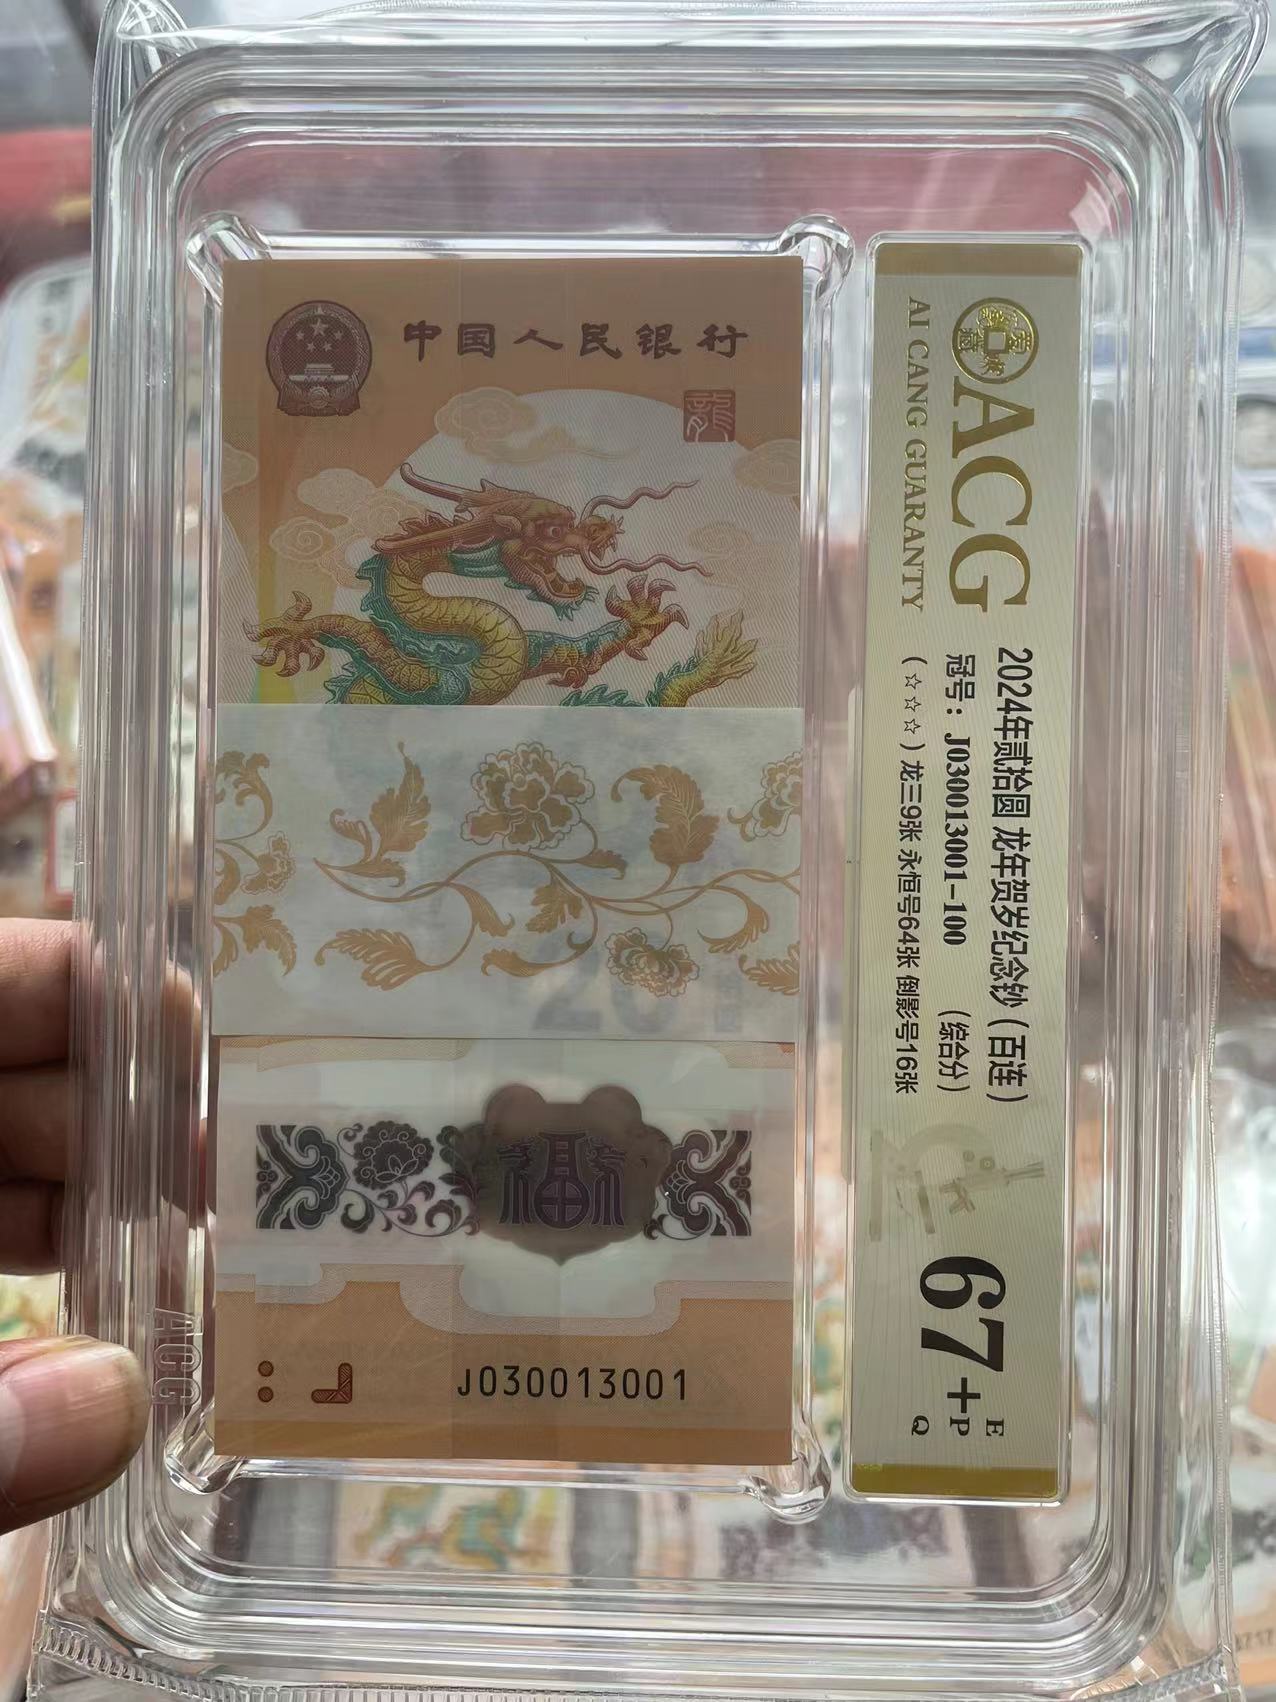 中国人民银行
龍
福
J030013001
ACG
AI CANG GUARANTY
2024年贰拾圆 龙年贺岁纪念钞（百连）
冠号：J030013001-100 （综合分）
（☆☆☆）龙三9张 永恒号64张 倒影号16张
67+
E
P
Q
ACG